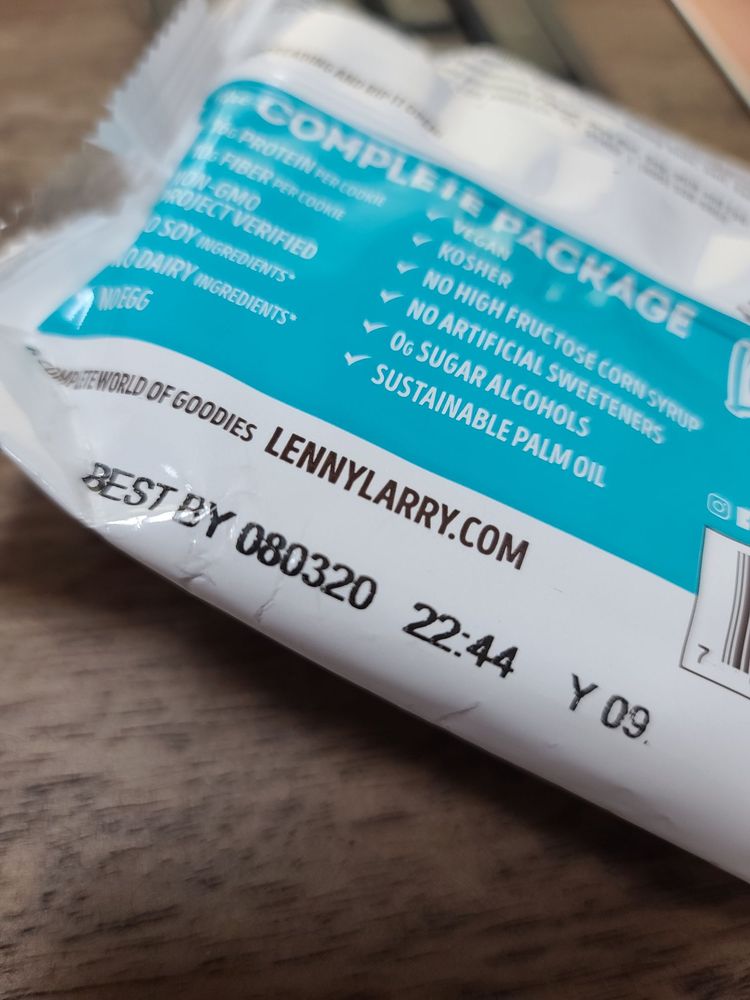 COMPLETE PACKAGE
PROTEIN PER COOKIE
FIBER PER COOKIE
NON-GMO
PROJECT VERIFIED
SOY INGREDIENTS*
NO DAIRY INGREDIENTS*
NO EGG
✓ VEGAN
✓ KOSHER
✓ NO HIGH FRUCTOSE CORN SYRUP
✓ NO ARTIFICIAL SWEETENERS
✓ 0G SUGAR ALCOHOLS
✓ SUSTAINABLE PALM OIL
WORLD OF GOODIES LENNYLARRY.COM
BEST BY 080320 22:44 Y 09.
7